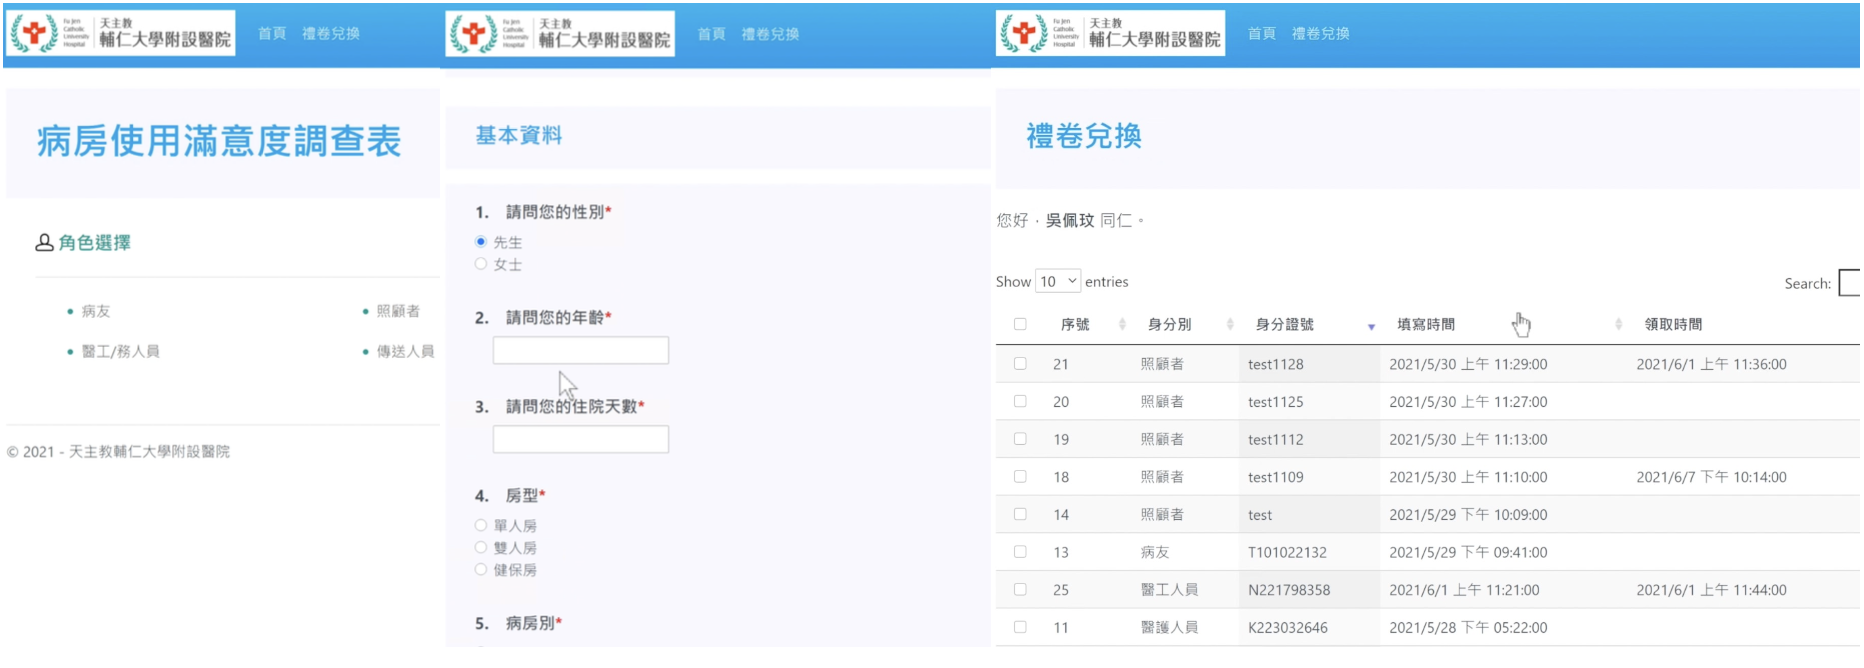 Fu Jen
Catholic
University
Hospital
天主教
輔仁大學附設醫院
首頁 禮卷兌換
病房使用滿意度調查表
角色選擇
病友
照顧者
醫工/務人員
傳送人員
© 2021 - 天主教輔仁大學附設醫院
Fu Jen
Catholic
University
Hospital
天主教
輔仁大學附設醫院
首頁 禮卷兌換
基本資料
1. 請問您的性別*
先生
女士
2. 請問您的年齡*
3. 請問您的住院天數*
4. 房型*
單人房
雙人房
健保房
5. 病房別*
Fu Jen
Catholic
University
Hospital
天主教
輔仁大學附設醫院
首頁 禮卷兌換
禮卷兌換
您好，吳佩玟 同仁。
Show 10 entries
Search:
序號 身分別 身分證號 填寫時間 領取時間
21 照顧者 test1128 2021/5/30 上午 11:29:00 2021/6/1 上午 11:36:00
20 照顧者 test1125 2021/5/30 上午 11:27:00
19 照顧者 test1112 2021/5/30 上午 11:13:00
18 照顧者 test1109 2021/5/30 上午 11:10:00 2021/6/7 下午 10:14:00
14 照顧者 test 2021/5/29 下午 10:09:00
13 病友 T101022132 2021/5/29 下午 09:41:00
25 醫工人員 N221798358 2021/6/1 上午 11:21:00 2021/6/1 上午 11:44:00
11 醫護人員 K223032646 2021/5/28 下午 05:22:00